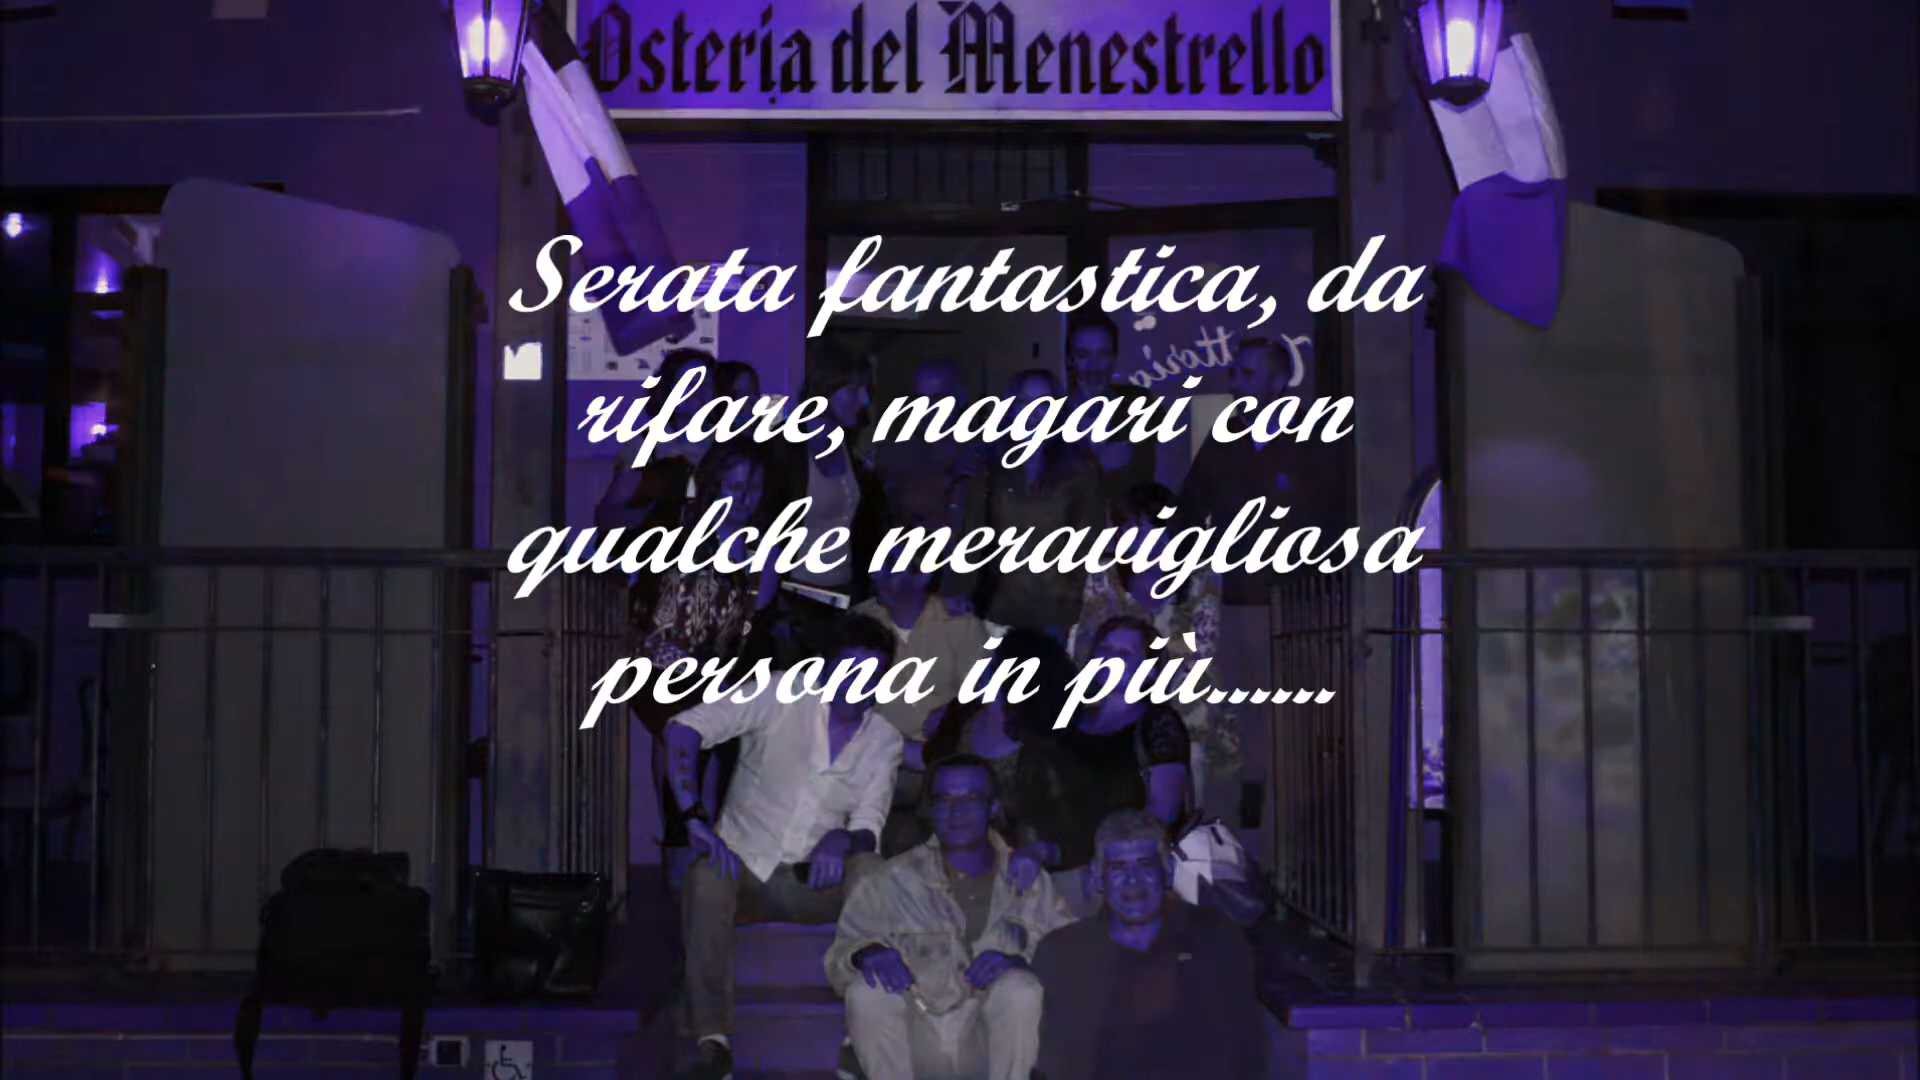 Osteria del Menestrello
Serata fantastica, da
rifare, magari con
qualche meravigliosa
persona in più......